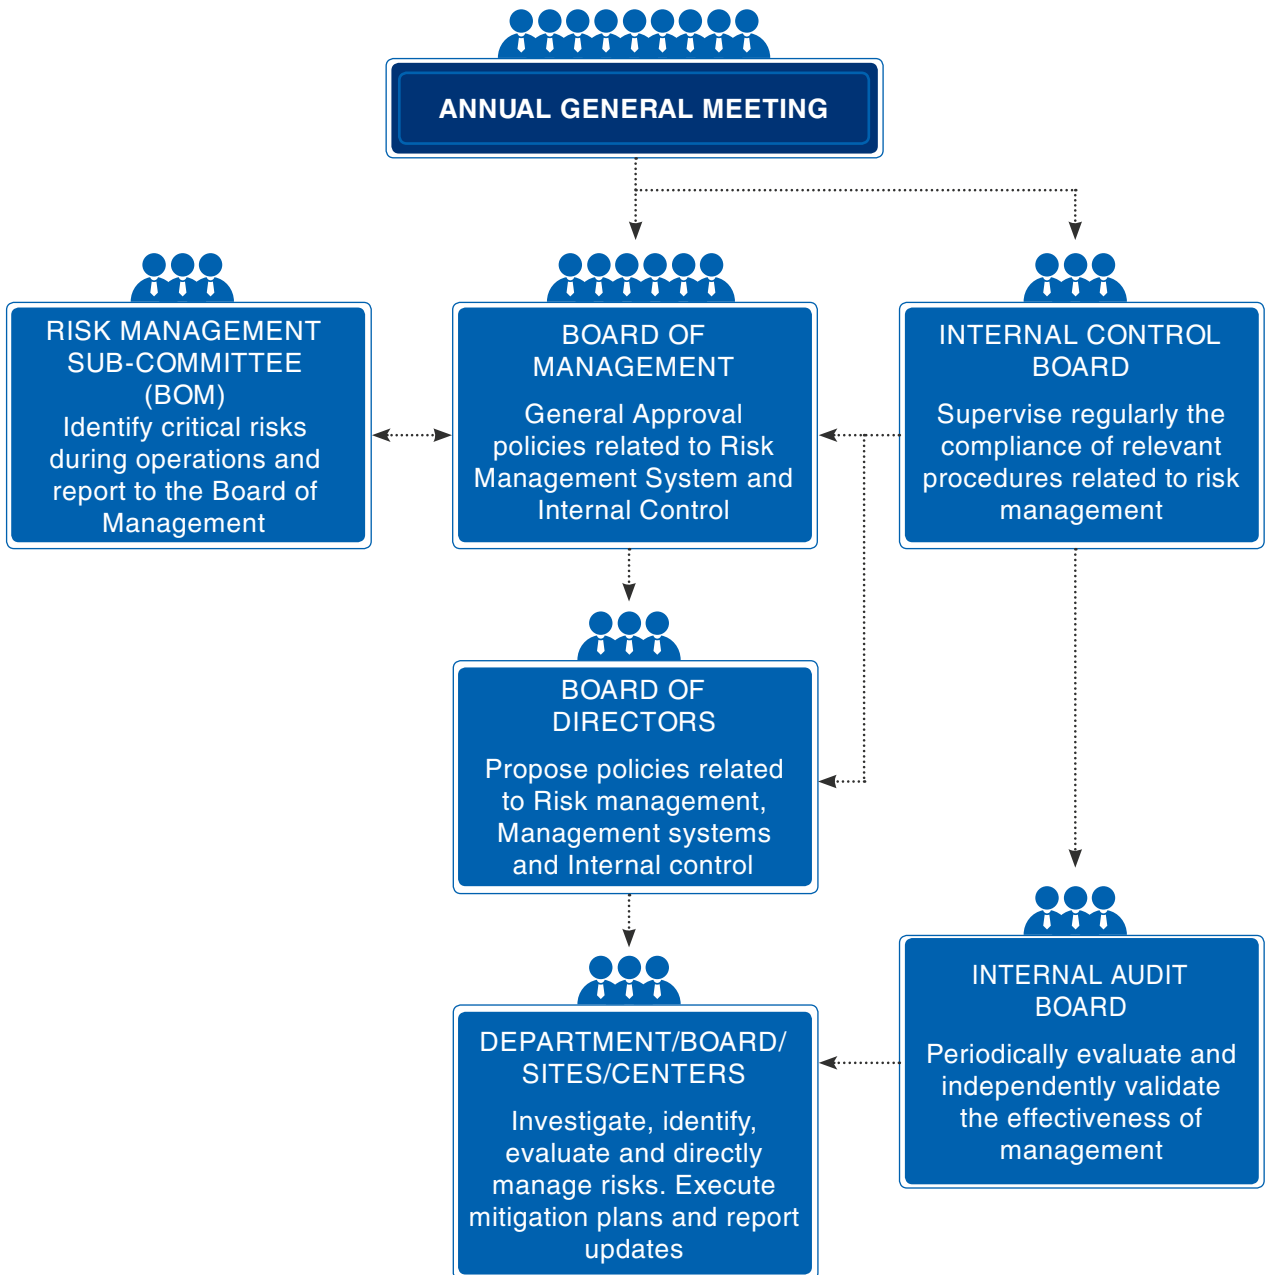 ANNUAL GENERAL MEETING
RISK MANAGEMENT
SUB-COMMITTEE
(BOM)
Identify critical risks
during operations and
report to the Board of
Management
BOARD OF
MANAGEMENT
General Approval
policies related to Risk
Management System and
Internal Control
INTERNAL CONTROL
BOARD
Supervise regularly the
compliance of relevant
procedures related to risk
management
BOARD OF
DIRECTORS
Propose policies related
to Risk management,
Management systems
and Internal control
DEPARTMENT/BOARD/
SITES/CENTERS
Investigate, identify,
evaluate and directly
manage risks. Execute
mitigation plans and report
updates
INTERNAL AUDIT
BOARD
Periodically evaluate and
independently validate
the effectiveness of
management